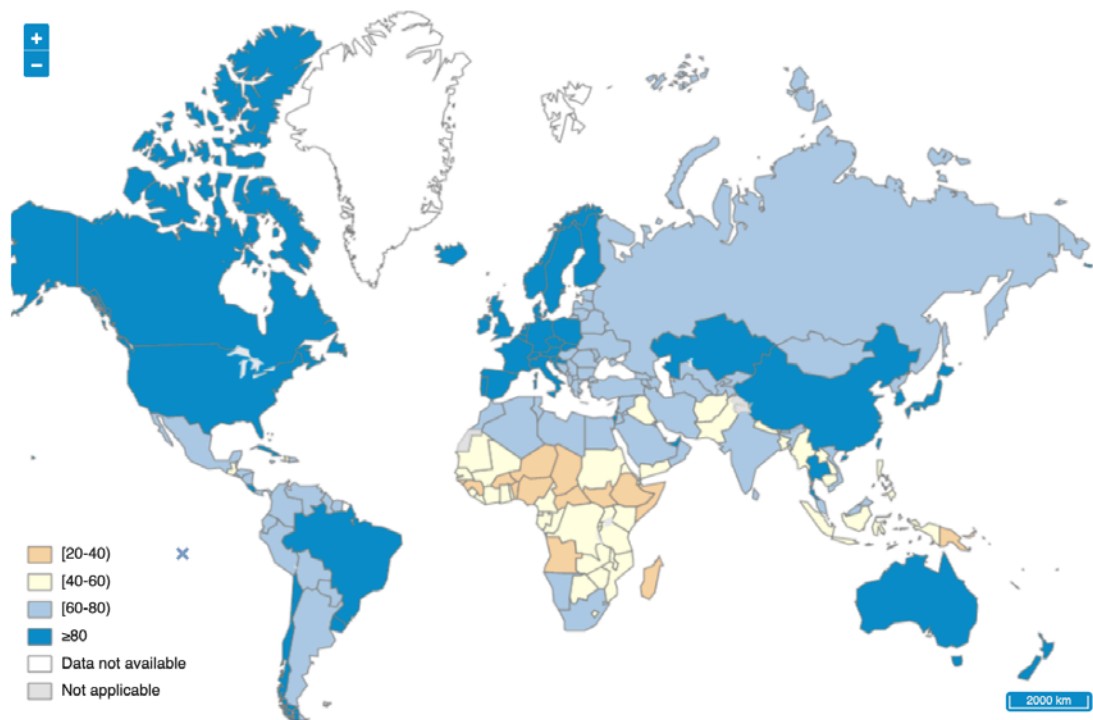 +
−
[20-40)
[40-60)
[60-80)
≥80
Data not available
Not applicable
2000 km